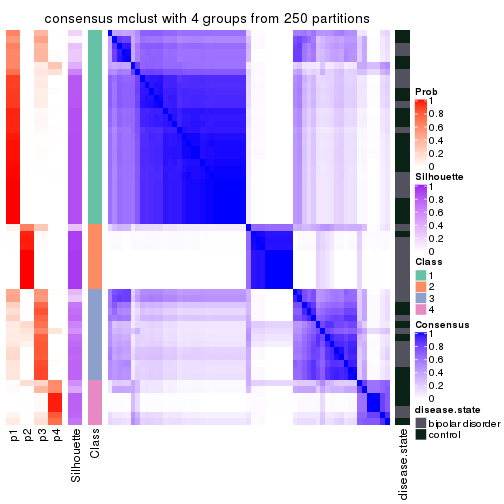 consensus mclust with 4 groups from 250 partitions
Prob
1
0.8
0.6
0.4
0.2
0
Silhouette
1
0.8
0.6
0.4
0.2
0
Class
1
2
3
4
Consensus
1
0.8
0.6
0.4
0.2
0
disease.state
bipolar disorder
control
p1
p2
p3
p4
Silhouette
Class
disease.state